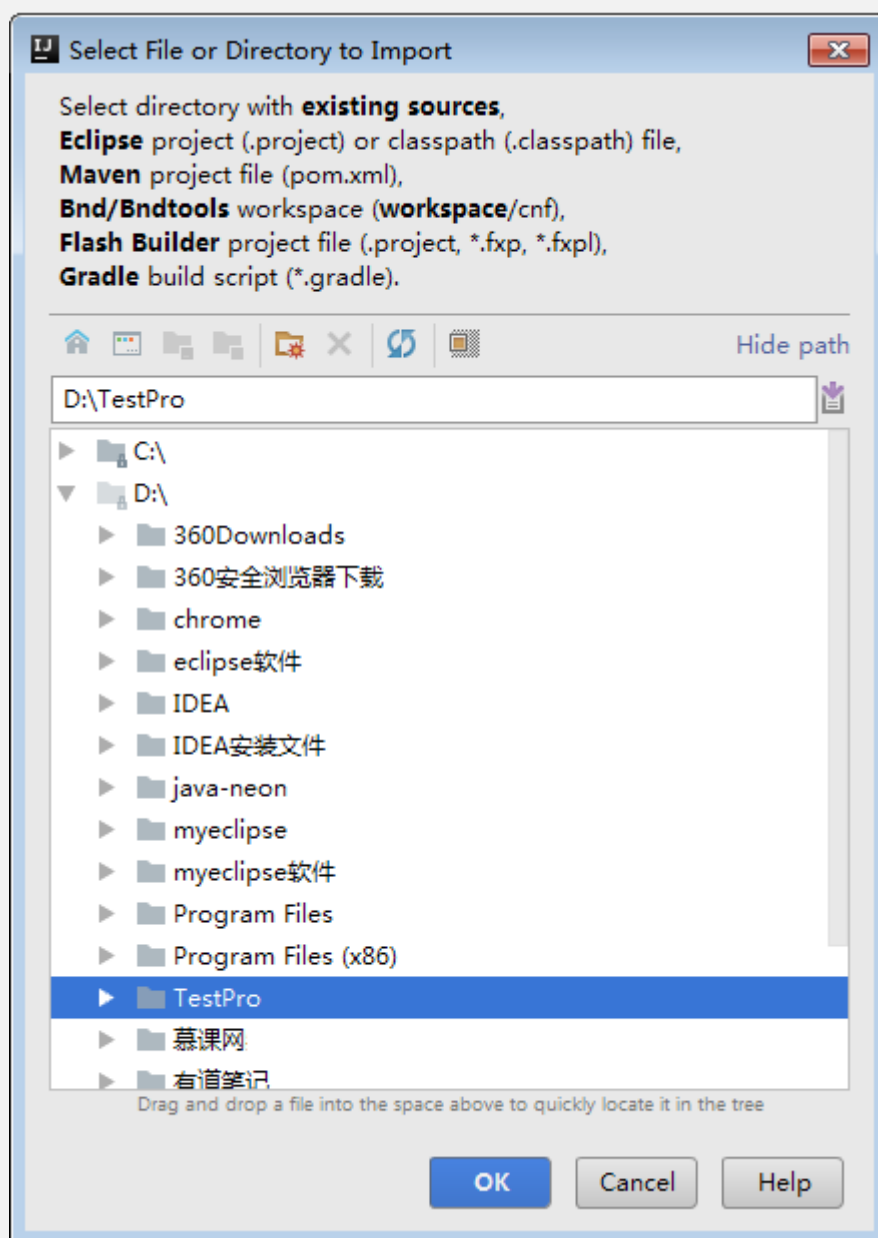 Select File or Directory to Import
Select directory with existing sources,
Eclipse project (.project) or classpath (.classpath) file,
Maven project file (pom.xml),
Bnd/Bndtools workspace (workspace/cnf),
Flash Builder project file (.project, *.fxp, *.fxpl),
Gradle build script (*.gradle).
Hide path
D:\TestPro
C:\
D:\
360Downloads
360安全浏览器下载
chrome
eclipse软件
IDEA
IDEA安装文件
java-neon
myeclipse
myeclipse软件
Program Files
Program Files (x86)
TestPro
慕课网
有道笔记
Drag and drop a file into the space above to quickly locate it in the tree
OK Cancel Help